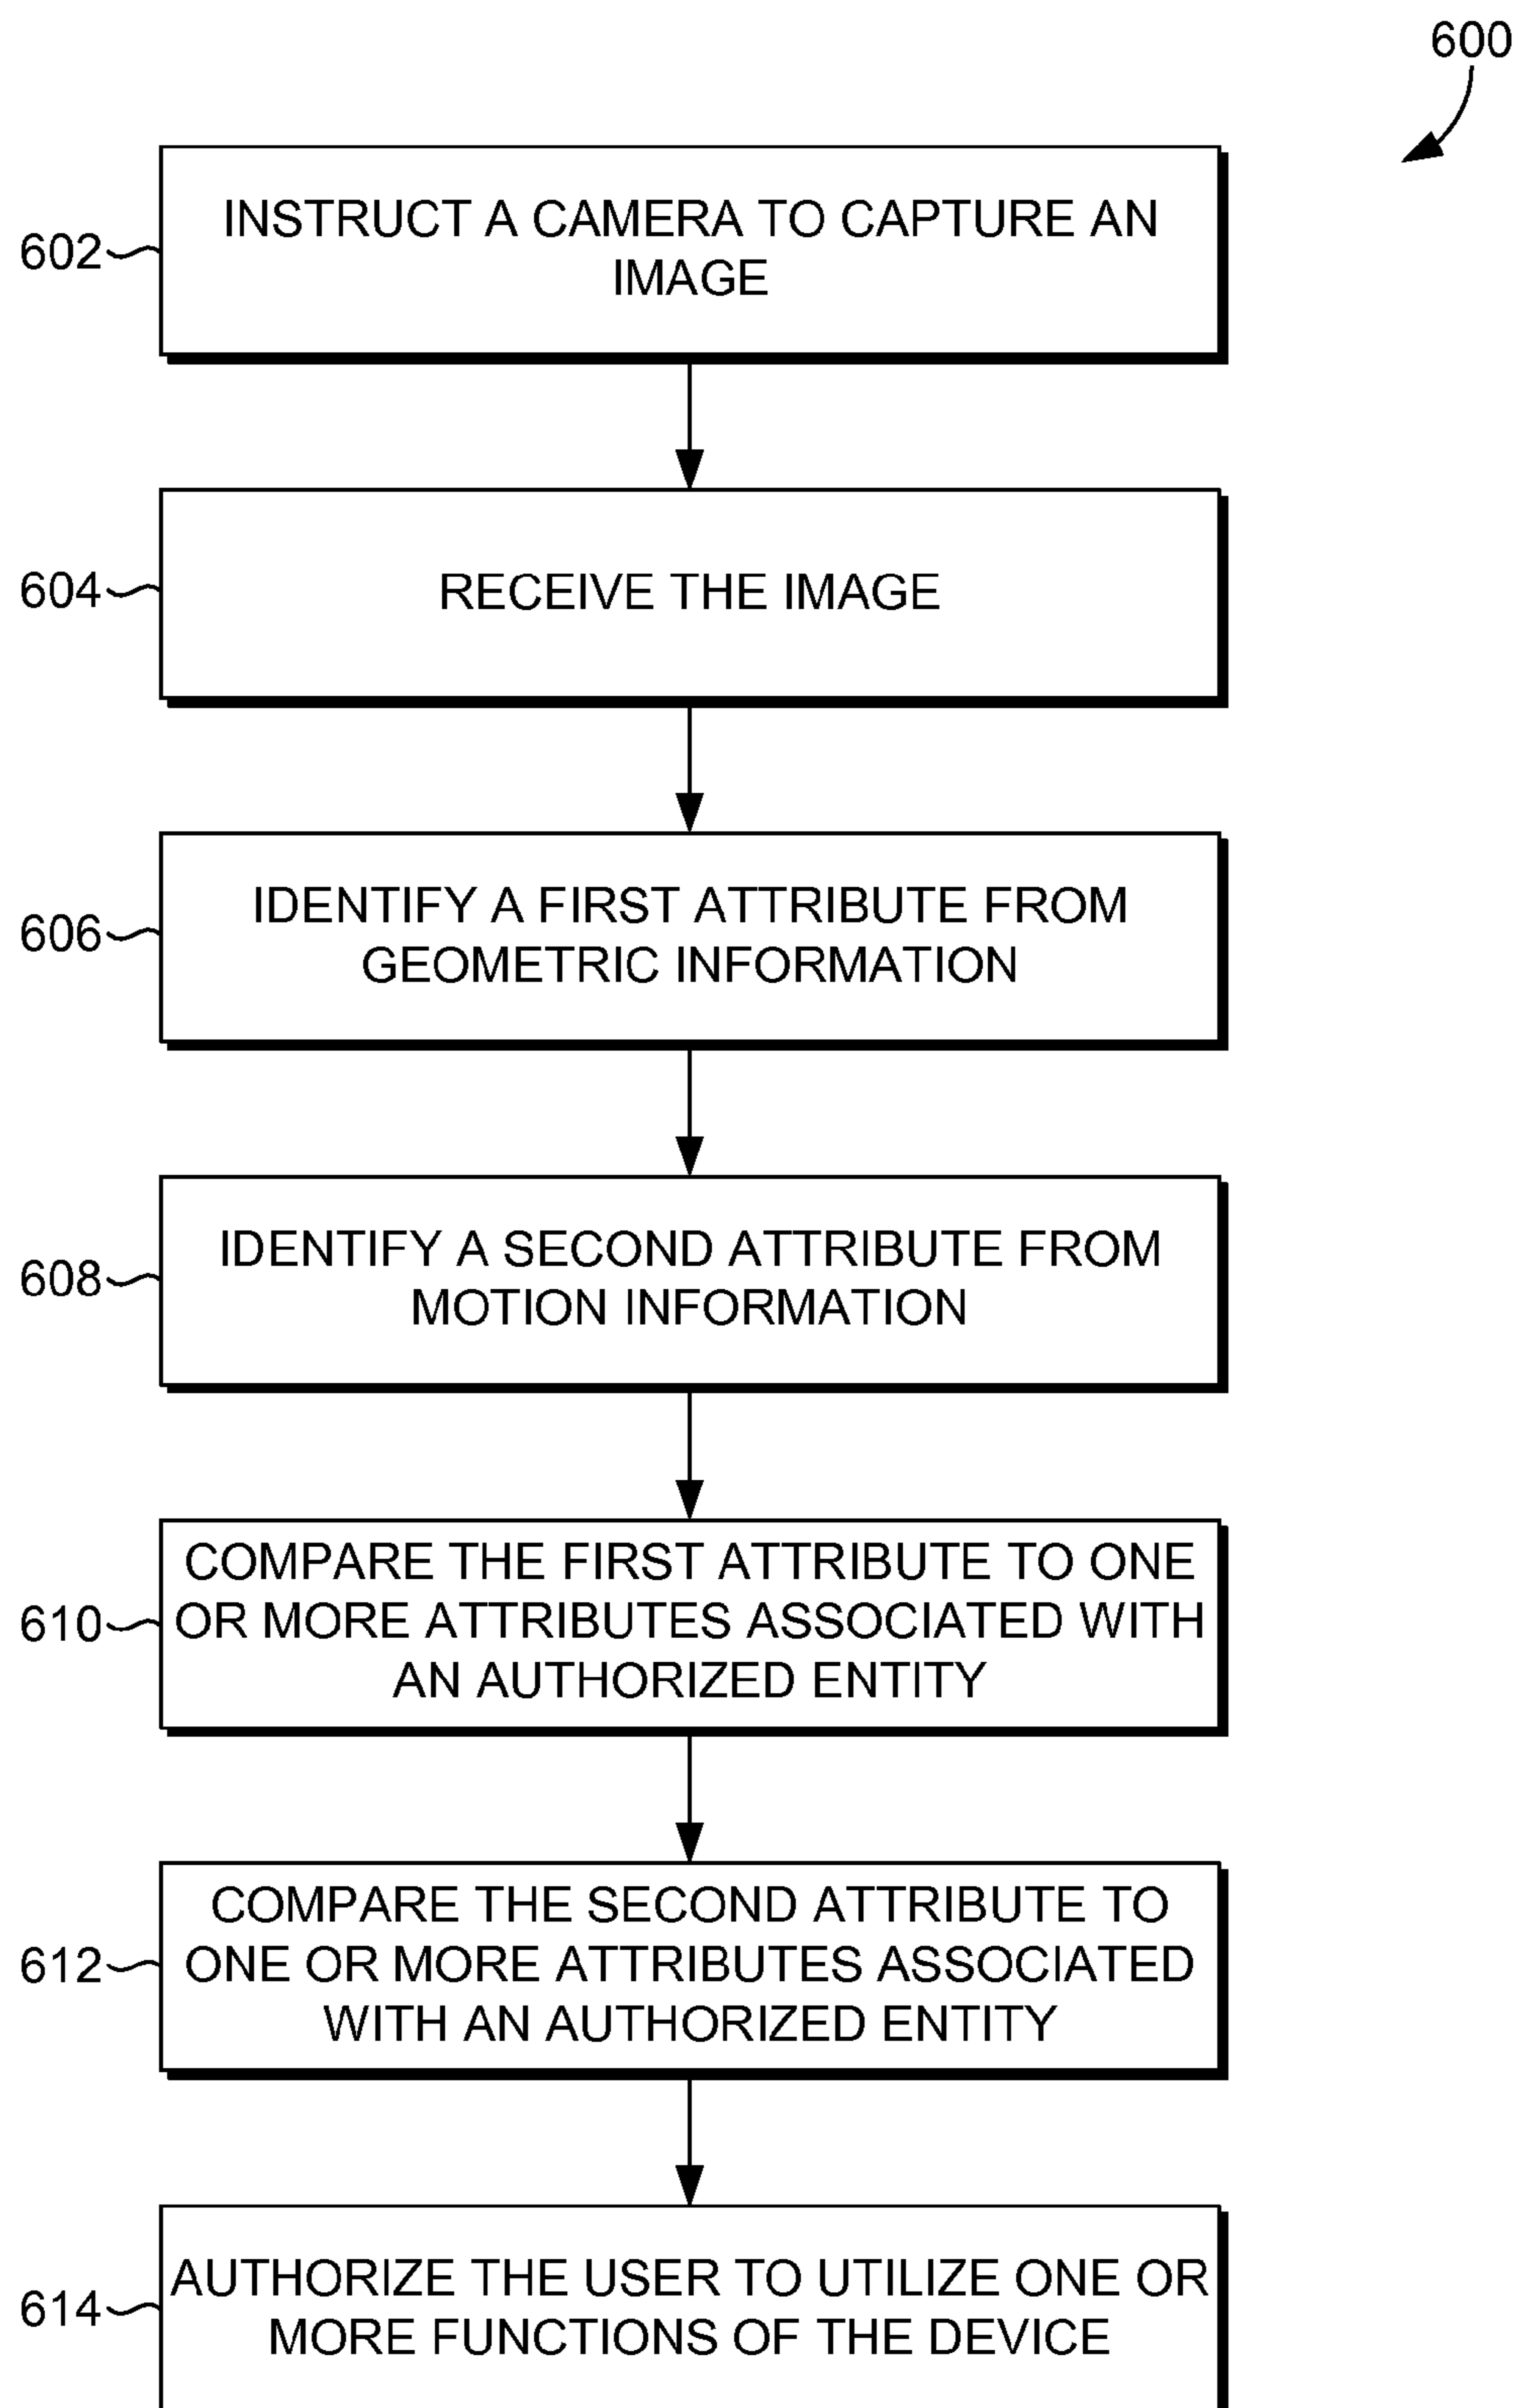 600
602
INSTRUCT A CAMERA TO CAPTURE AN
IMAGE
604
RECEIVE THE IMAGE
606
IDENTIFY A FIRST ATTRIBUTE FROM
GEOMETRIC INFORMATION
608
IDENTIFY A SECOND ATTRIBUTE FROM
MOTION INFORMATION
610
COMPARE THE FIRST ATTRIBUTE TO ONE
OR MORE ATTRIBUTES ASSOCIATED WITH
AN AUTHORIZED ENTITY
612
COMPARE THE SECOND ATTRIBUTE TO
ONE OR MORE ATTRIBUTES ASSOCIATED
WITH AN AUTHORIZED ENTITY
614
AUTHORIZE THE USER TO UTILIZE ONE OR
MORE FUNCTIONS OF THE DEVICE